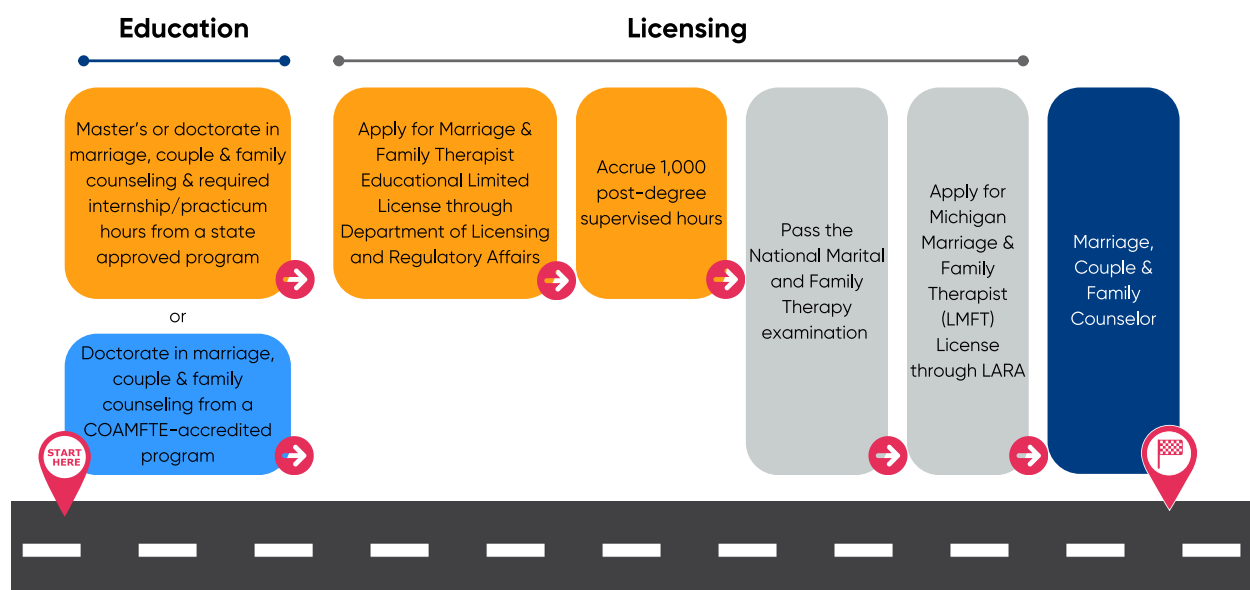 Education
Licensing
Master's or doctorate in
marriage, couple & family
counseling & required
internship/practicum
hours from a state
approved program
or
Doctorate in marriage,
couple & family
counseling from a
COAMFTE-accredited
program
START
HERE
Apply for Marriage &
Family Therapist
Educational Limited
License through
Department of Licensing
and Regulatory Affairs
Accrue 1,000
post-degree
supervised hours
Pass the
National Marital
and Family
Therapy
examination
Apply for
Michigan
Marriage &
Family
Therapist
(LMFT)
License
through LARA
Marriage,
Couple &
Family
Counselor